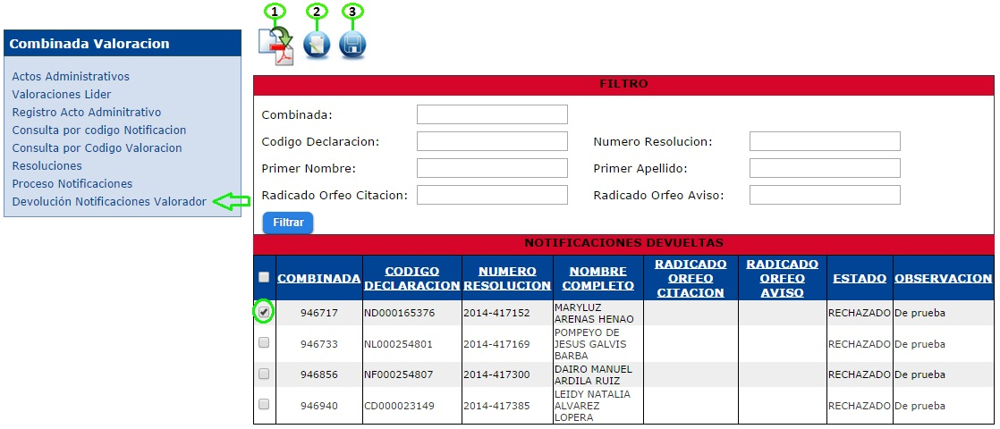 1 2 3
Combinada Valoracion
Actos Administrativos
Valoraciones Lider
Registro Acto Adminitrativo
Consulta por codigo Notificacion
Consulta por Codigo Valoracion
Resoluciones
Proceso Notificaciones
Devolución Notificaciones Valorador
FILTRO
Combinada:
Codigo Declaracion: Numero Resolucion:
Primer Nombre: Primer Apellido:
Radicado Orfeo Citacion: Radicado Orfeo Aviso:
Filtrar
NOTIFICACIONES DEVUELTAS
COMBINADA
CODIGO
DECLARACION
NUMERO
RESOLUCION
NOMBRE
COMPLETO
RADICADO
ORFEO
CITACION
RADICADO
ORFEO
AVISO
ESTADO
OBSERVACION
946717 ND000165376 2014-417152 MARYLUZ
ARENAS HENAO
RECHAZADO De prueba
946733 NL000254801 2014-417169 POMPEYO DE
JESUS GALVIS
BARBA
RECHAZADO De prueba
946856 NF000254807 2014-417300 DAIRO MANUEL
ARDILA RUIZ
RECHAZADO De prueba
946940 CD000023149 2014-417385 LEIDY NATALIA
ALVAREZ
LOPERA
RECHAZADO De prueba